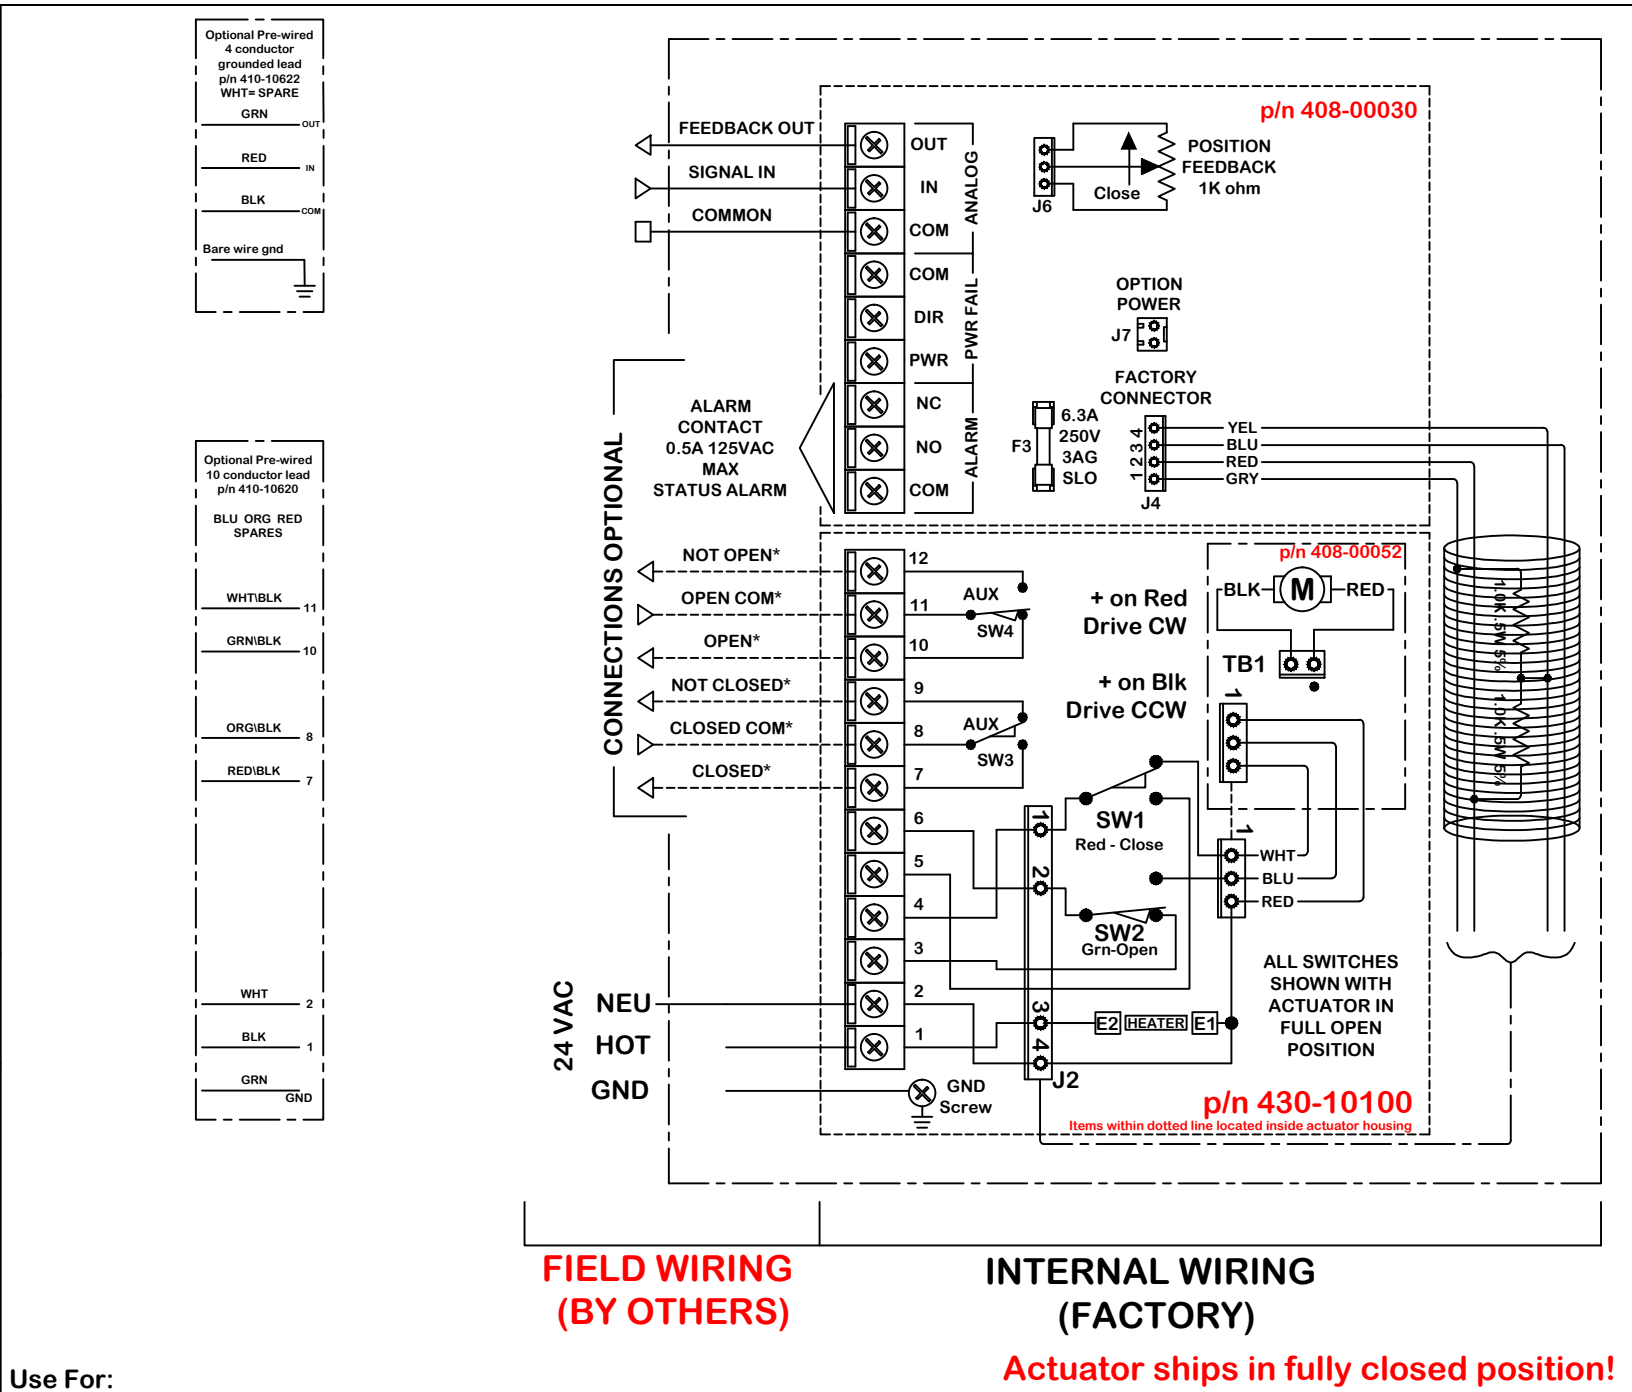 Optional Pre-wired
4 conductor
grounded lead
p/n 410-10622
WHT= SPARE
GRN
OUT
RED
IN
BLK
COM
Bare wire gnd
Optional Pre-wired
10 conductor lead
p/n 410-10620
BLU ORG RED
SPARES
WHT\BLK
11
GRN\BLK
10
ORG\BLK
8
RED\BLK
7
WHT
2
BLK
1
GRN
GND
FEEDBACK OUT
SIGNAL IN
COMMON
OUT
IN
COM
ANALOG
COM
DIR
PWR
PWR FAIL
NC
NO
COM
ALARM
ALARM
CONTACT
0.5A 125VAC
MAX
STATUS ALARM
CONNECTIONS OPTIONAL
p/n 408-00030
J6
Close
POSITION
FEEDBACK
1K ohm
OPTION
POWER
J7
FACTORY
CONNECTOR
F3
6.3A
250V
3AG
SLO
1 2 3 4
J4
YEL
BLU
RED
GRY
NOT OPEN*
OPEN COM*
OPEN*
NOT CLOSED*
CLOSED COM*
CLOSED*
12
11
10
9
8
7
6
5
4
3
2
1
AUX
SW4
AUX
SW3
+ on Red
Drive CW
+ on Blk
Drive CCW
p/n 408-00052
BLK
M
RED
TB1
1
1.0K .5W 5%
1.0K .5W 5%
SW1
Red - Close
SW2
Grn-Open
1
2
3
4
J2
1
WHT
BLU
RED
E2
HEATER
E1
ALL SWITCHES
SHOWN WITH
ACTUATOR IN
FULL OPEN
POSITION
24 VAC
NEU
HOT
GND
GND
Screw
p/n 430-10100
Items within dotted line located inside actuator housing
FIELD WIRING
(BY OTHERS)
INTERNAL WIRING
(FACTORY)
Actuator ships in fully closed position!
Use For: